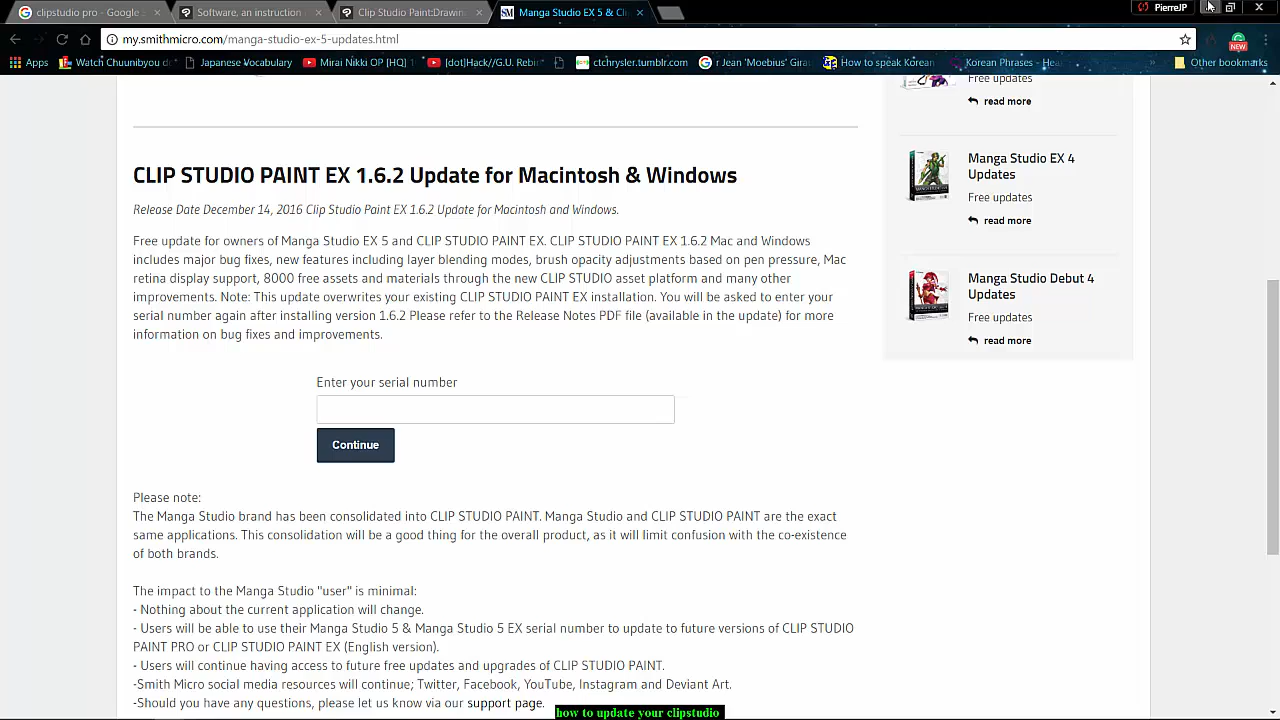 clipstudio pro - Google
Software, an instruction
Clip Studio Paint:Drawin
Manga Studio EX 5 & Cli
PierreJP
my.smithmicro.com/manga-studio-ex-5-updates.html
NEW
Apps
Watch Chuunibyou d
Japanese Vocabulary
Mirai Nikki OP [HQ]
[dot]Hack//G.U. Rebir
ctchrysler.tumblr.com
r Jean 'Moebius' Gira
How to speak Korean
Korean Phrases - He
Other bookmarks
Free updates
read more
Manga Studio EX 4
Updates
Free updates
read more
Manga Studio Debut 4
Updates
Free updates
read more
CLIP STUDIO PAINT EX 1.6.2 Update for Macintosh & Windows
Release Date December 14, 2016 Clip Studio Paint EX 1.6.2 Update for Macintosh and Windows.
Free update for owners of Manga Studio EX 5 and CLIP STUDIO PAINT EX. CLIP STUDIO PAINT EX 1.6.2 Mac and Windows
includes major bug fixes, new features including layer blending modes, brush opacity adjustments based on pen pressure, Mac
retina display support, 8000 free assets and materials through the new CLIP STUDIO asset platform and many other
improvements. Note: This update overwrites your existing CLIP STUDIO PAINT EX installation. You will be asked to enter your
serial number again after installing version 1.6.2 Please refer to the Release Notes PDF file (available in the update) for more
information on bug fixes and improvements.
Enter your serial number
Continue
Please note:
The Manga Studio brand has been consolidated into CLIP STUDIO PAINT. Manga Studio and CLIP STUDIO PAINT are the exact
same applications. This consolidation will be a good thing for the overall product, as it will limit confusion with the co-existence
of both brands.
The impact to the Manga Studio "user" is minimal:
- Nothing about the current application will change.
- Users will be able to use their Manga Studio 5 & Manga Studio 5 EX serial number to update to future versions of CLIP STUDIO
PAINT PRO or CLIP STUDIO PAINT EX (English version).
- Users will continue having access to future free updates and upgrades of CLIP STUDIO PAINT.
-Smith Micro social media resources will continue; Twitter, Facebook, YouTube, Instagram and Deviant Art.
-Should you have any questions, please let us know via our support page.
how to update your clipstudio